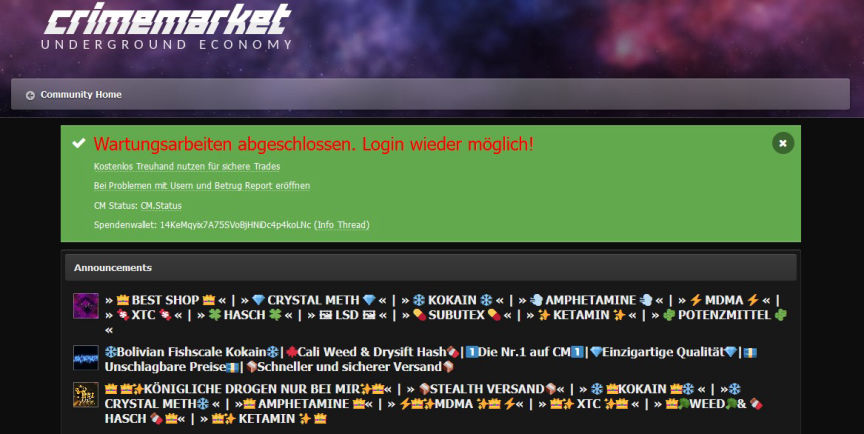 crimemarket
UNDERGROUND ECONOMY
Community Home
Wartungsarbeiten abgeschlossen. Login wieder möglich!
Kostenlos Treuhand nutzen für sichere Trades
Bei Problemen mit Usern und Betrug Report eröffnen
CM Status: CM.Status
Spendenwallet: (Info Thread)
Announcements
» 👑 BEST SHOP 👑 « | » 💎 CRYSTAL METH 💎 « | » ❄ KOKAIN ❄ « | » 💨 AMPHETAMINE 💨 « | » ⚡ MDMA ⚡ « |
» 🍬 XTC 🍬 « | » 🍀 HASCH 🍀 « | » 🖼 LSD 🖼 « | » 💊 SUBUTEX 💊 « | » ✨ KETAMIN ✨ « | » 🍀 POTENZMITTEL 🍀
«
❄Bolivian Fishscale Kokain❄|🍁Cali Weed & Drysift Hash🍫|1️⃣Die Nr.1 auf CM1️⃣|💎Einzigartige Qualität💎|💶
Unschlagbare Preise💶|📦Schneller und sicherer Versand📦
👑👑✨KÖNIGLICHE DROGEN NUR BEI MIR✨👑« | » 📦STEALTH VERSAND📦« | » ❄ 👑KOKAIN 👑❄ « | »❄
CRYSTAL METH❄ « | »👑 AMPHETAMINE 👑« | » ⚡👑✨MDMA ✨👑⚡« | » 👑✨ XTC ✨👑 « | » 👑🥦WEED🥦& 🍫
HASCH 🍫👑« | » 👑✨ KETAMIN ✨👑